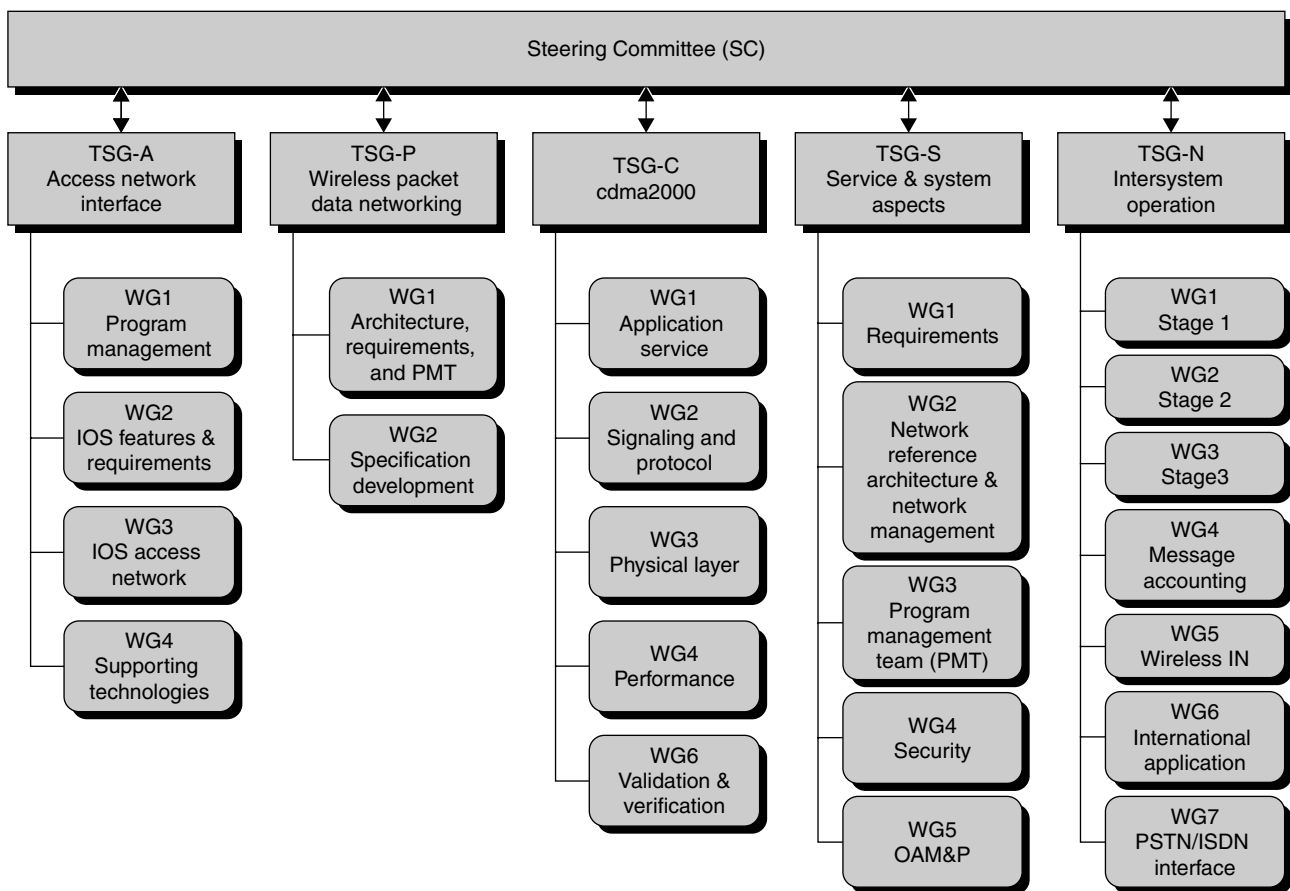 Steering Committee (SC)
TSG-A
Access network
interface
TSG-P
Wireless packet
data networking
TSG-C
cdma2000
TSG-S
Service & system
aspects
TSG-N
Intersystem
operation
WG1
Program
management
WG2
IOS features &
requirements
WG3
IOS access
network
WG4
Supporting
technologies
WG1
Architecture,
requirements,
and PMT
WG2
Specification
development
WG1
Application
service
WG2
Signaling and
protocol
WG3
Physical layer
WG4
Performance
WG6
Validation &
verification
WG1
Requirements
WG2
Network
reference
architecture &
network
management
WG3
Program
management
team (PMT)
WG4
Security
WG5
OAM&P
WG1
Stage 1
WG2
Stage 2
WG3
Stage3
WG4
Message
accounting
WG5
Wireless IN
WG6
International
application
WG7
PSTN/ISDN
interface